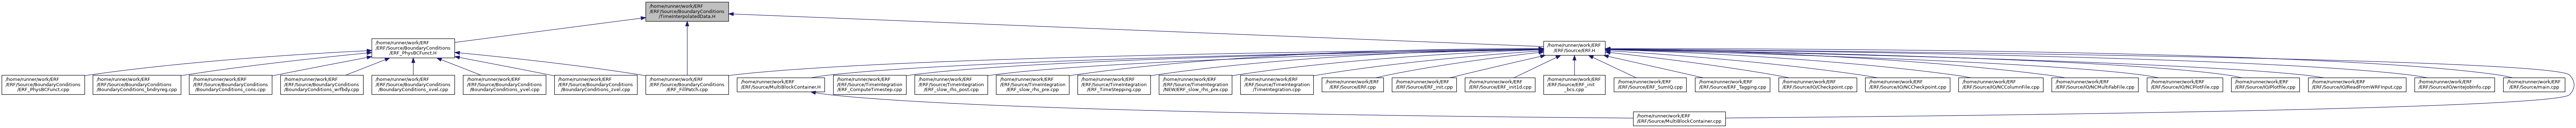 /home/runner/work/ERF
/ERF/Source/BoundaryConditions
/TimeInterpolatedData.H
/home/runner/work/ERF
/ERF/Source/BoundaryConditions
/ERF_PhysBCFunct.H
/home/runner/work/ERF
/ERF/Source/ERF.H
/home/runner/work/ERF
/ERF/Source/BoundaryConditions
/ERF_PhysBCFunct.cpp
/home/runner/work/ERF
/ERF/Source/BoundaryConditions
/BoundaryConditions_bndryreg.cpp
/home/runner/work/ERF
/ERF/Source/BoundaryConditions
/BoundaryConditions_cons.cpp
/home/runner/work/ERF
/ERF/Source/BoundaryConditions
/BoundaryConditions_wrfbdy.cpp
/home/runner/work/ERF
/ERF/Source/BoundaryConditions
/BoundaryConditions_xvel.cpp
/home/runner/work/ERF
/ERF/Source/BoundaryConditions
/BoundaryConditions_yvel.cpp
/home/runner/work/ERF
/ERF/Source/BoundaryConditions
/BoundaryConditions_zvel.cpp
/home/runner/work/ERF
/ERF/Source/BoundaryConditions
/ERF_FillPatch.cpp
/home/runner/work/ERF
/ERF/Source/MultiBlockContainer.H
/home/runner/work/ERF
/ERF/Source/TimeIntegration
/ERF_ComputeTimestep.cpp
/home/runner/work/ERF
/ERF/Source/TimeIntegration
/ERF_slow_rhs_post.cpp
/home/runner/work/ERF
/ERF/Source/TimeIntegration
/ERF_slow_rhs_pre.cpp
/home/runner/work/ERF
/ERF/Source/TimeIntegration
/ERF_TimeStepping.cpp
/home/runner/work/ERF
/ERF/Source/TimeIntegration
/NEW/ERF_slow_rhs_pre.cpp
/home/runner/work/ERF
/ERF/Source/TimeIntegration
/TimeIntegration.cpp
/home/runner/work/ERF
/ERF/Source/ERF.cpp
/home/runner/work/ERF
/ERF/Source/ERF_init.cpp
/home/runner/work/ERF
/ERF/Source/ERF_init1d.cpp
/home/runner/work/ERF
/ERF/Source/ERF_init
_bcs.cpp
/home/runner/work/ERF
/ERF/Source/ERF_SumIQ.cpp
/home/runner/work/ERF
/ERF/Source/ERF_Tagging.cpp
/home/runner/work/ERF
/ERF/Source/IO/Checkpoint.cpp
/home/runner/work/ERF
/ERF/Source/IO/NCCheckpoint.cpp
/home/runner/work/ERF
/ERF/Source/IO/NCColumnFile.cpp
/home/runner/work/ERF
/ERF/Source/IO/NCMultiFabFile.cpp
/home/runner/work/ERF
/ERF/Source/IO/NCPlotFile.cpp
/home/runner/work/ERF
/ERF/Source/IO/Plotfile.cpp
/home/runner/work/ERF
/ERF/Source/IO/ReadFromWRFInput.cpp
/home/runner/work/ERF
/ERF/Source/IO/writeJobInfo.cpp
/home/runner/work/ERF
/ERF/Source/main.cpp
/home/runner/work/ERF
/ERF/Source/MultiBlockContainer.cpp